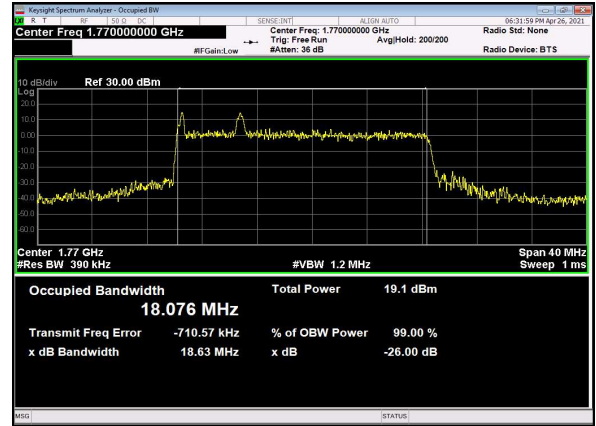 Keysight Spectrum Analyzer - Occupied BW
R T RF 50 Ω DC SENSE:INT ALIGN AUTO 06:31:59 PM Apr 26, 2021
Center Freq 1.770000000 GHz Center Freq: 1.770000000 GHz Radio Std: None
Trig: Free Run Avg|Hold: 200/200
#IFGain:Low #Atten: 36 dB Radio Device: BTS
10 dB/div Ref 30.00 dBm
Log
20.0
10.0
0.00
-10.0
-20.0
-30.0
-40.0
-50.0
-60.0
Center 1.77 GHz Span 40 MHz
#Res BW 390 kHz #VBW 1.2 MHz Sweep 1 ms
Occupied Bandwidth Total Power 19.1 dBm
18.076 MHz
Transmit Freq Error -710.57 kHz % of OBW Power 99.00 %
x dB Bandwidth 18.63 MHz x dB -26.00 dB
MSG STATUS